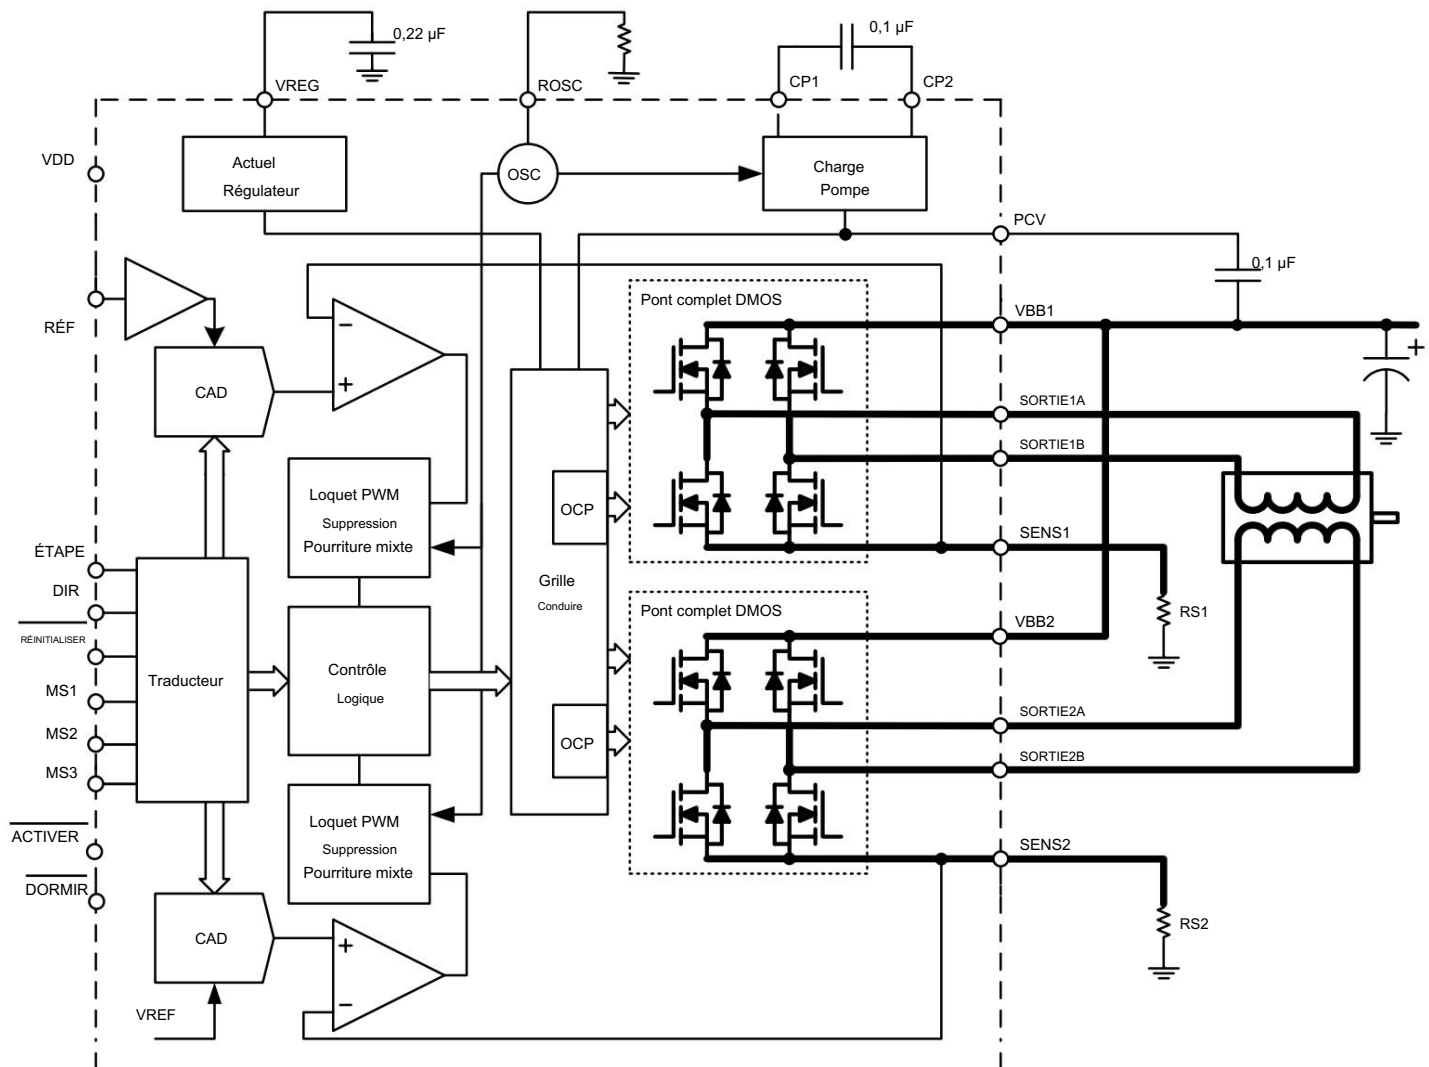 0,22 µF
0,1 µF
VREG
ROSC
CP1
CP2
VDD
Actuel
Régulateur
OSC
Charge
Pompe
PCV
0,1 µF
RÉF
Pont complet DMOS
VBB1
+
−
+
CAD
SORTIE1A
SORTIE1B
Loquet PWM
Suppression
Pourriture mixte
OCP
SENS1
ÉTAPE
DIR
RÉINITIALISER
MS1
MS2
MS3
Traducteur
Contrôle
Logique
Grille
Conduire
Pont complet DMOS
RS1
VBB2
SORTIE2A
OCP
SORTIE2B
Loquet PWM
Suppression
Pourriture mixte
ACTIVER
DORMIR
SENS2
CAD
+
−
RS2
VREF